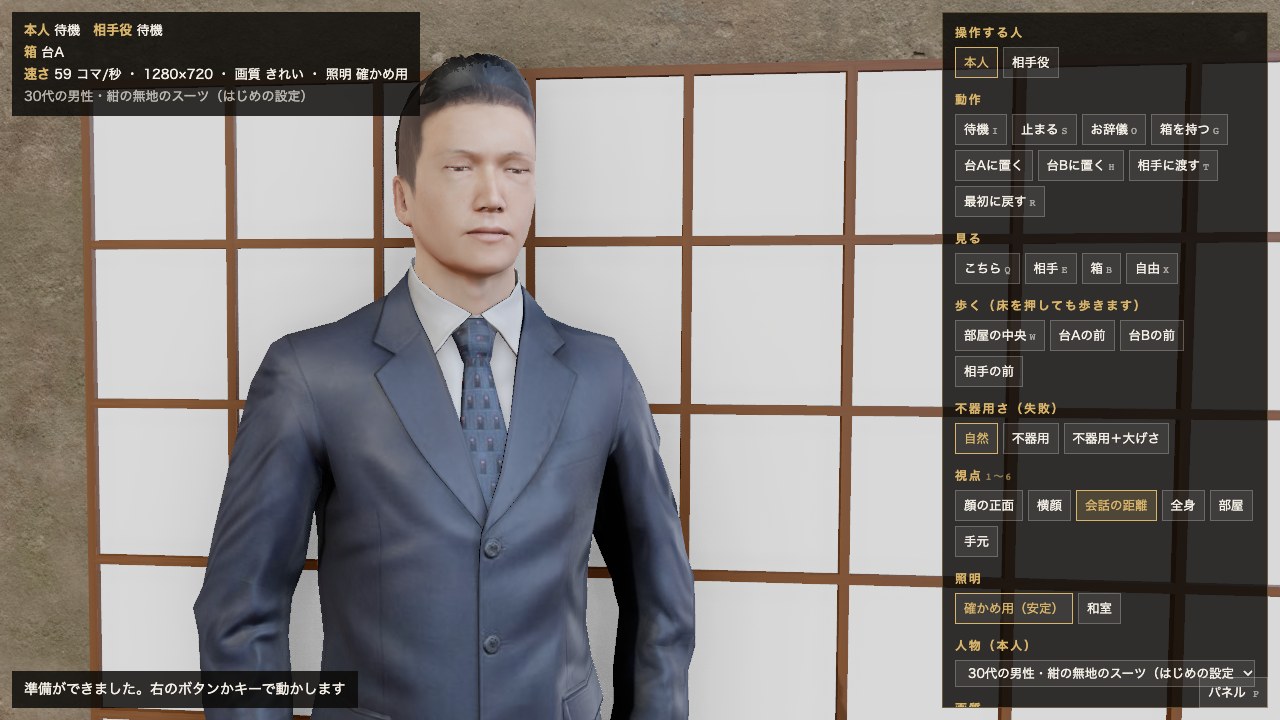 本人 待機 相手役 待機
箱 台A
速さ 59 コマ/秒 ・ 1280×720 ・ 画質 きれい ・ 照明 確かめ用
30代の男性・紺の無地のスーツ（はじめの設定）
準備ができました。右のボタンかキーで動かします
操作する人
本人 相手役
動作
待機 I 止まる S お辞儀 O 箱を持つ G
台Aに置く 台Bに置く H 相手に渡す T
最初に戻す R
見る
こちら Q 相手 E 箱 B 自由 X
歩く（床を押しても歩きます）
部屋の中央 W 台Aの前 台Bの前
相手の前
不器用さ（失敗）
自然 不器用 不器用＋大げさ
視点 1〜6
顔の正面 横顔 会話の距離 全身 部屋
手元
照明
確かめ用（安定） 和室
人物（本人）
30代の男性・紺の無地のスーツ（はじめの設定
パネル P